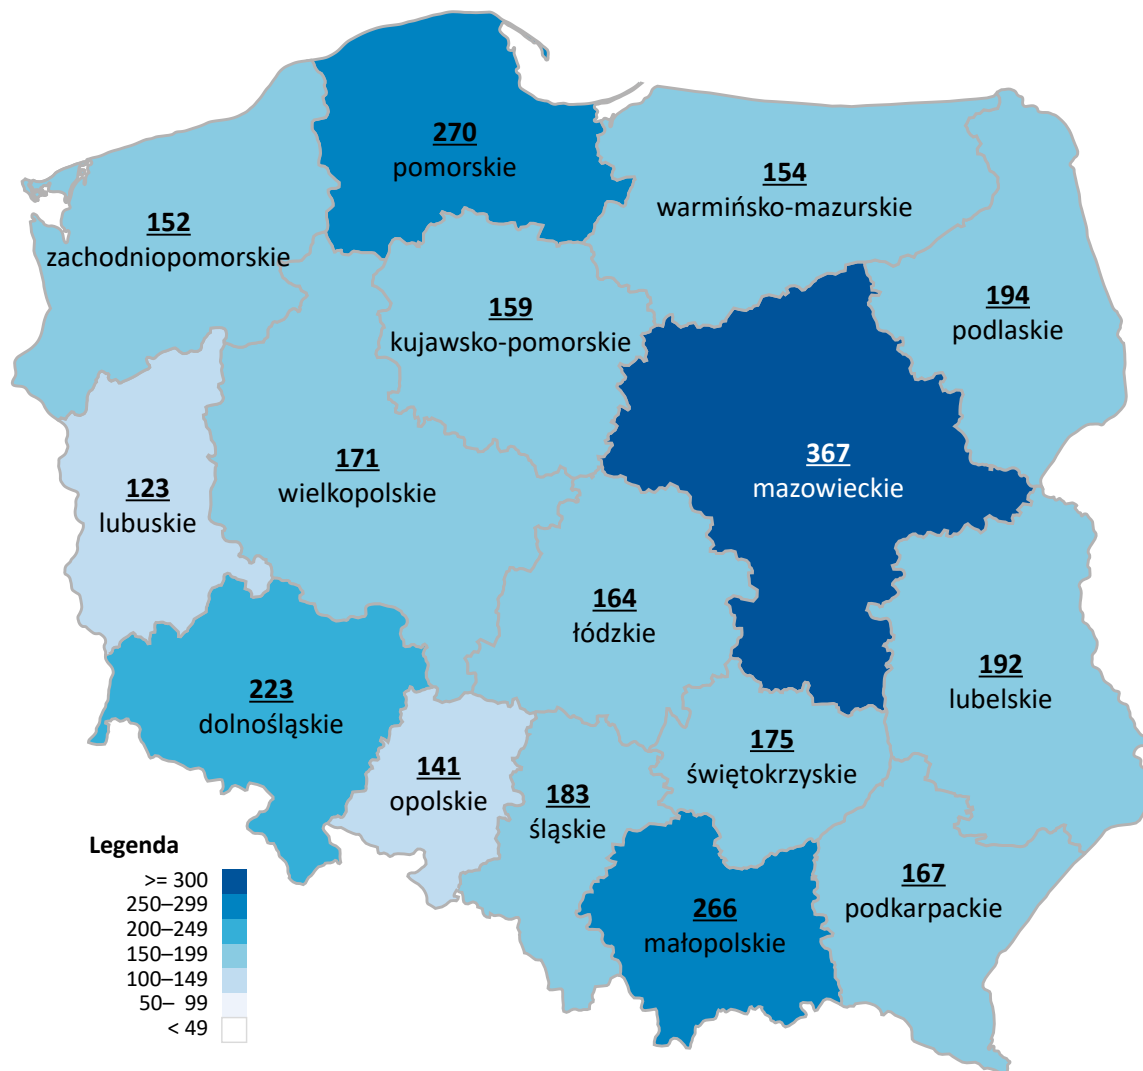 270
pomorskie
154
warmińsko-mazurskie
152
zachodniopomorskie
159
kujawsko-pomorskie
194
podlaskie
171
wielkopolskie
367
mazowieckie
123
lubuskie
164
łódzkie
192
lubelskie
223
dolnośląskie
175
świętokrzyskie
141
opolskie
183
śląskie
167
podkarpackie
266
małopolskie
Legenda
>= 300
250–299
200–249
150–199
100–149
50– 99
< 49